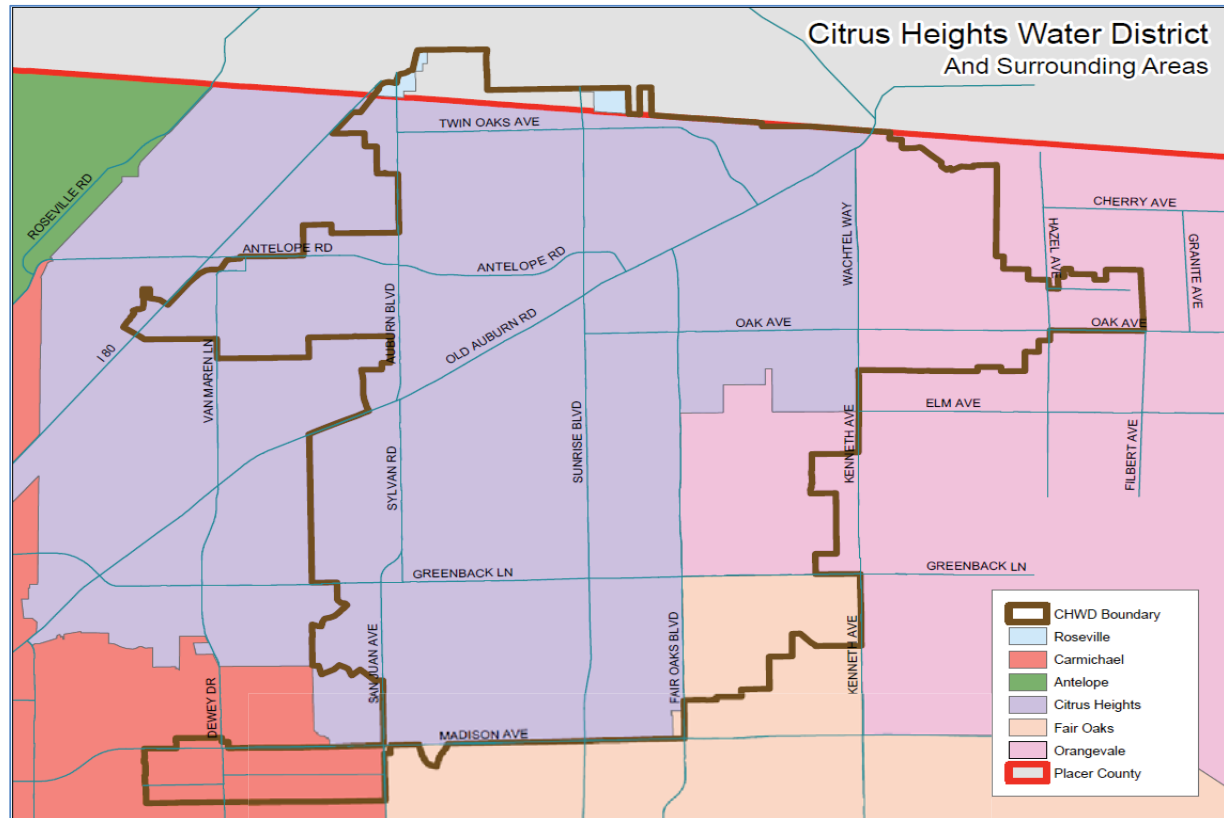 Citrus Heights Water District
And Surrounding Areas
TWIN OAKS AVE
ROSEVILLE RD
CHERRY AVE
WACHTEL WAY
HAZEL AVE
GRANITE AVE
ANTELOPE RD
ANTELOPE RD
AUBURN BLVD
OLD AUBURN RD
OAK AVE
OAK AVE
I 80
VAN MAREN LN
SUNRISE BLVD
ELM AVE
KENNETH AVE
FILBERT AVE
SYLVAN RD
GREENBACK LN
GREENBACK LN
SAN JUAN AVE
FAIR OAKS BLVD
KENNETH AVE
DEWEY DR
MADISON AVE
CHWD Boundary
Roseville
Carmichael
Antelope
Citrus Heights
Fair Oaks
Orangevale
Placer County